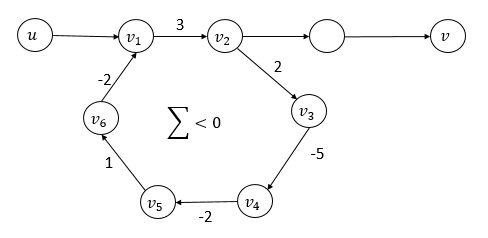 3
u v₁ v₂ v
2
-2
v₃
v₆ ∑ < 0
-5
1
v₅ v₄
-2